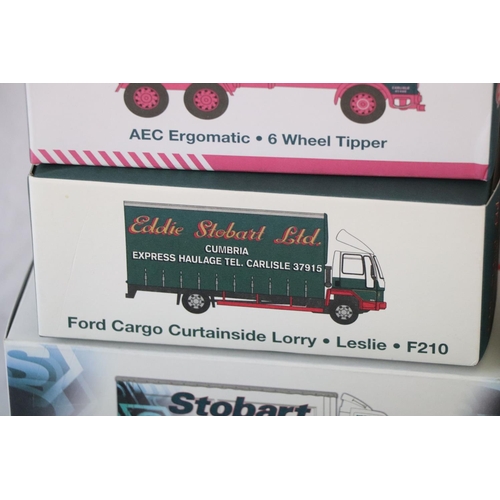 AEC Ergomatic • 6 Wheel Tipper
Eddie Stobart Ltd.
CUMBRIA
EXPRESS HAULAGE TEL. CARLISLE 37915
Ford Cargo Curtainside Lorry • Leslie • F210
Stobart